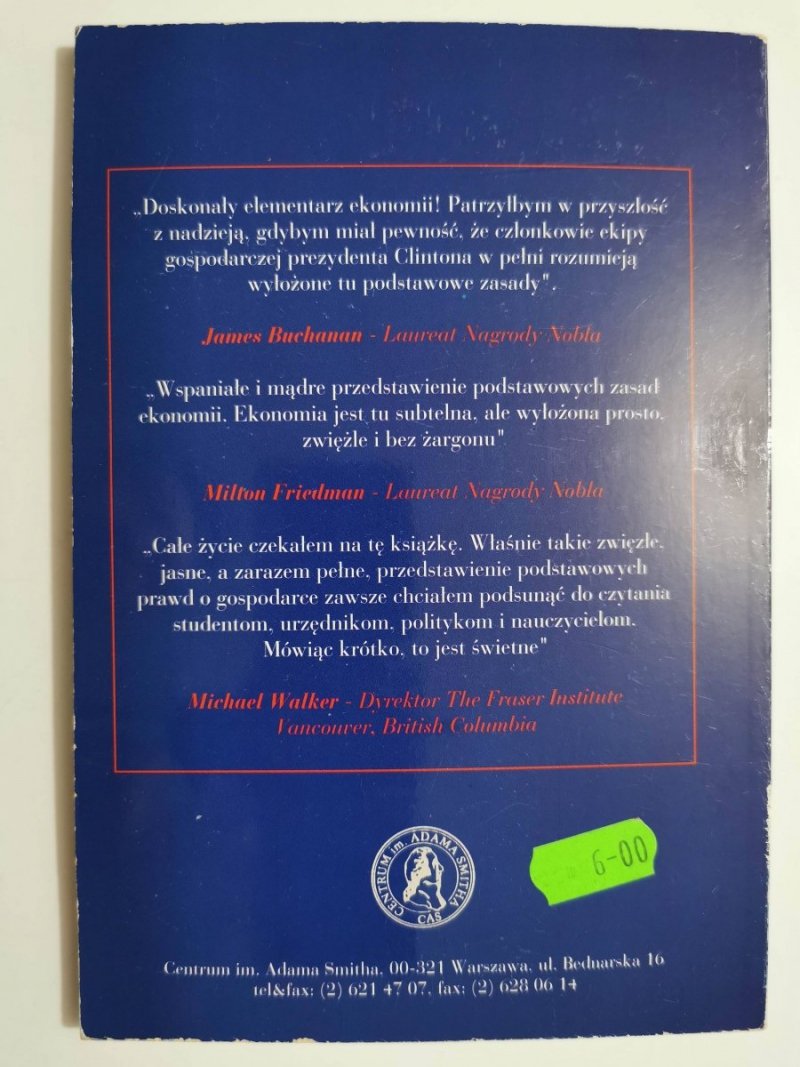 „Doskonały elementarz ekonomii! Patrzyłbym w przyszłość
z nadzieją, gdybym miał pewność, że członkowie ekipy
gospodarczej prezydenta Clintona w pełni rozumieją
wyłożone tu podstawowe zasady".
James Buchanan - Laureat Nagrody Nobla
„Wspaniałe i mądre przedstawienie podstawowych zasad
ekonomii. Ekonomia jest tu subtelna, ale wyłożona prosto,
zwięźle i bez żargonu"
Milton Friedman - Laureat Nagrody Nobla
„Całe życie czekałem na tę książkę. Właśnie takie zwięzłe,
jasne, a zarazem pełne, przedstawienie podstawowych
prawd o gospodarce zawsze chciałem podsunąć do czytania
studentom, urzędnikom, politykom i nauczycielom.
Mówiąc krótko, to jest świetne"
Michael Walker - Dyrektor The Fraser Institute
Vancouver, British Columbia
CENTRUM im. ADAMA SMITHA
CAS
6-00
Centrum im. Adama Smitha, 00-321 Warszawa, ul. Bednarska 16
tel&fax: (2) 621 47 07, fax: (2) 628 06 14